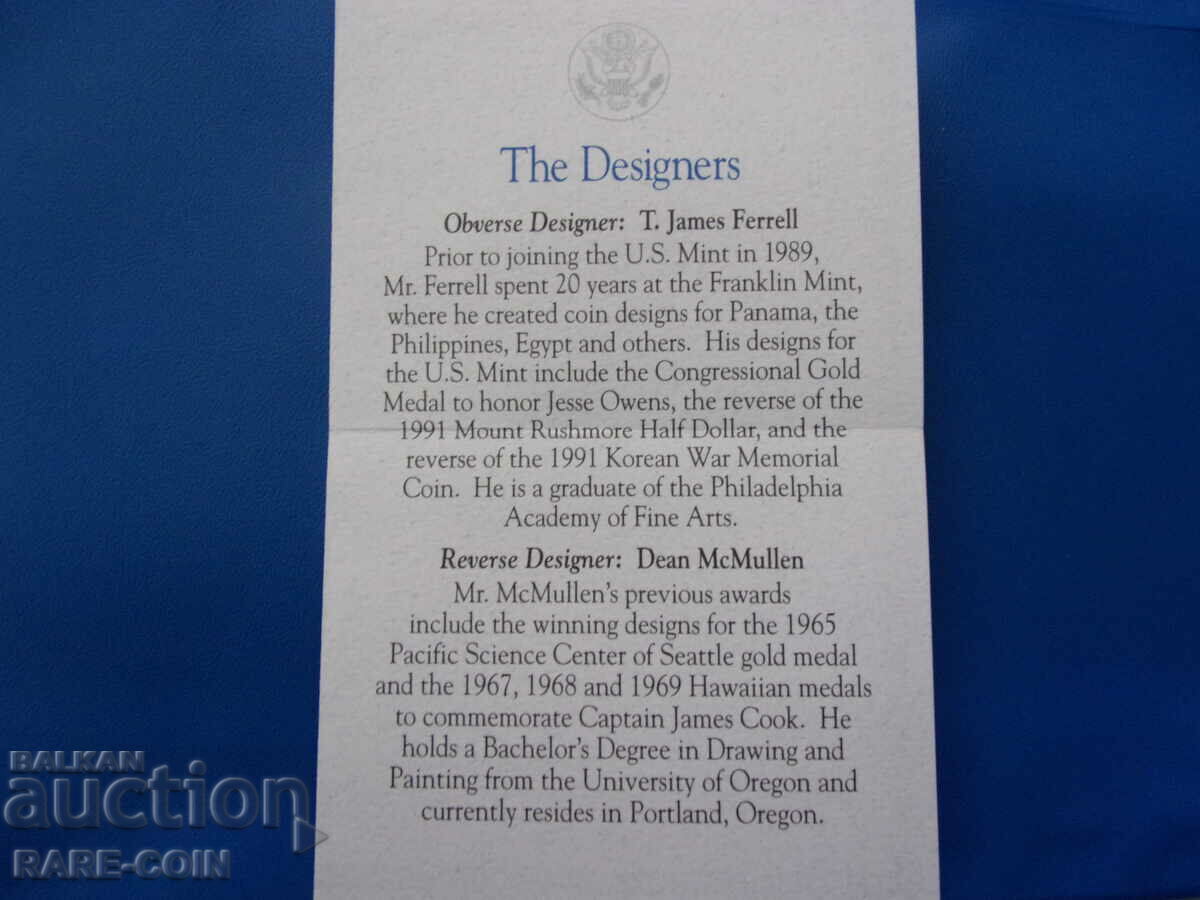 The Designers
Obverse Designer: T. James Ferrell
Prior to joining the U.S. Mint in 1989,
Mr. Ferrell spent 20 years at the Franklin Mint,
where he created coin designs for Panama, the
Philippines, Egypt and others. His designs for
the U.S. Mint include the Congressional Gold
Medal to honor Jesse Owens, the reverse of the
1991 Mount Rushmore Half Dollar, and the
reverse of the 1991 Korean War Memorial
Coin. He is a graduate of the Philadelphia
Academy of Fine Arts.
Reverse Designer: Dean McMullen
Mr. McMullen's previous awards
include the winning designs for the 1965
Pacific Science Center of Seattle gold medal
and the 1967, 1968 and 1969 Hawaiian medals
to commemorate Captain James Cook. He
holds a Bachelor's Degree in Drawing and
Painting from the University of Oregon and
currently resides in Portland, Oregon.
BALKAN
auction
RARE-COIN